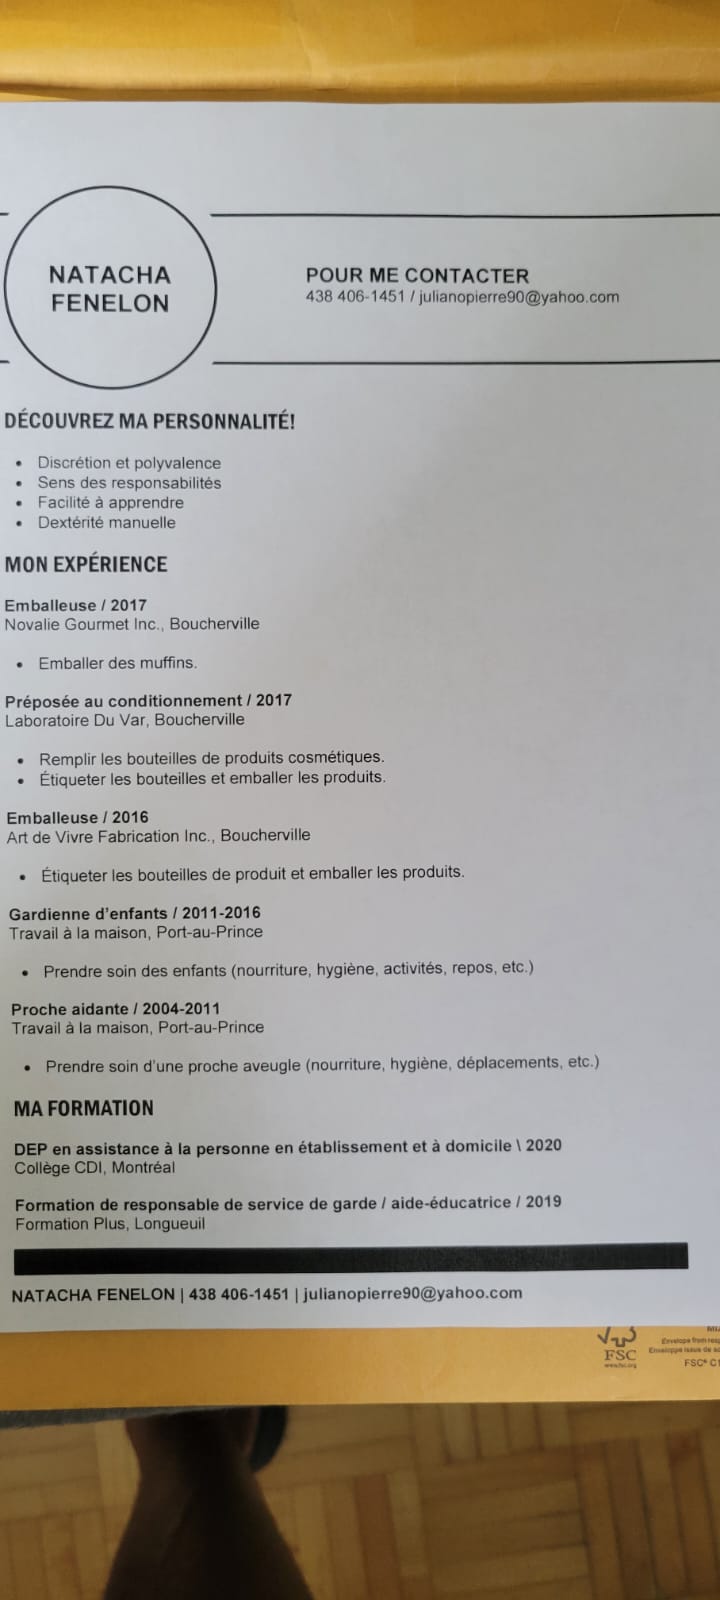 NATACHA
FENELON
POUR ME CONTACTER
438 406-1451 / julianopierre90@yahoo.com
DÉCOUVREZ MA PERSONNALITÉ!
• Discrétion et polyvalence
• Sens des responsabilités
• Facilité à apprendre
• Dextérité manuelle
MON EXPÉRIENCE
Emballeuse / 2017
Novalie Gourmet Inc., Boucherville
• Emballer des muffins.
Préposée au conditionnement / 2017
Laboratoire Du Var, Boucherville
• Remplir les bouteilles de produits cosmétiques.
• Étiqueter les bouteilles et emballer les produits.
Emballeuse / 2016
Art de Vivre Fabrication Inc., Boucherville
• Étiqueter les bouteilles de produit et emballer les produits.
Gardienne d'enfants / 2011-2016
Travail à la maison, Port-au-Prince
• Prendre soin des enfants (nourriture, hygiène, activités, repos, etc.)
Proche aidante / 2004-2011
Travail à la maison, Port-au-Prince
• Prendre soin d'une proche aveugle (nourriture, hygiène, déplacements, etc.)
MA FORMATION
DEP en assistance à la personne en établissement et à domicile \ 2020
Collège CDI, Montréal
Formation de responsable de service de garde / aide-éducatrice / 2019
Formation Plus, Longueuil
NATACHA FENELON | 438 406-1451 | julianopierre90@yahoo.com
FSC
www.fsc.org
Envelope from
Enveloppe issue de
FSC®